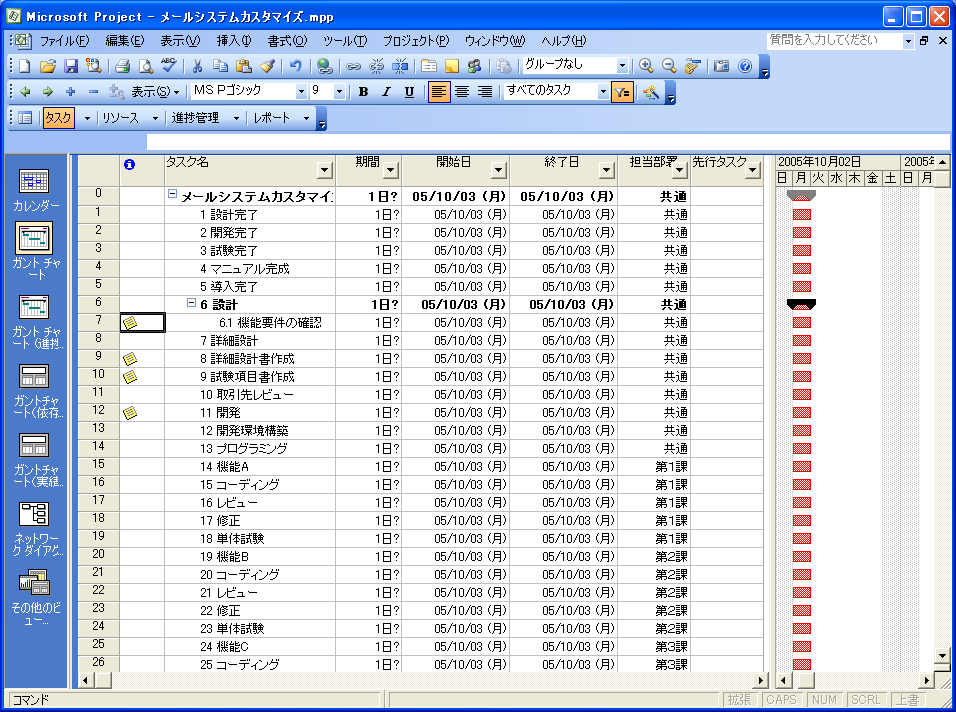 Microsoft Project - メールシステムカスタマイズ.mpp
ファイル(F) 編集(E) 表示(V) 挿入(I) 書式(O) ツール(T) プロジェクト(P) ウィンドウ(W) ヘルプ(H) 質問を入力してください
グループなし
表示(S) MS Pゴシック 9 B I U すべてのタスク
タスク リソース 進捗管理 レポート
タスク名 期間 開始日 終了日 担当部署 先行タスク 2005年10月02日 2005年
日 月 火 水 木 金 土 日 月
0 メールシステムカスタマイ 1日? 05/10/03 (月) 05/10/03 (月) 共通
1 1 設計完了 1日? 05/10/03 (月) 05/10/03 (月) 共通
2 2 開発完了 1日? 05/10/03 (月) 05/10/03 (月) 共通
3 3 試験完了 1日? 05/10/03 (月) 05/10/03 (月) 共通
4 4 マニュアル完成 1日? 05/10/03 (月) 05/10/03 (月) 共通
5 5 導入完了 1日? 05/10/03 (月) 05/10/03 (月) 共通
6 6 設計 1日? 05/10/03 (月) 05/10/03 (月) 共通
7 6.1 機能要件の確認 1日? 05/10/03 (月) 05/10/03 (月) 共通
8 7 詳細設計 1日? 05/10/03 (月) 05/10/03 (月) 共通
9 8 詳細設計書作成 1日? 05/10/03 (月) 05/10/03 (月) 共通
10 9 試験項目書作成 1日? 05/10/03 (月) 05/10/03 (月) 共通
11 10 取引先レビュー 1日? 05/10/03 (月) 05/10/03 (月) 共通
12 11 開発 1日? 05/10/03 (月) 05/10/03 (月) 共通
13 12 開発環境構築 1日? 05/10/03 (月) 05/10/03 (月) 共通
14 13 プログラミング 1日? 05/10/03 (月) 05/10/03 (月) 共通
15 14 機能A 1日? 05/10/03 (月) 05/10/03 (月) 第1課
16 15 コーディング 1日? 05/10/03 (月) 05/10/03 (月) 第1課
17 16 レビュー 1日? 05/10/03 (月) 05/10/03 (月) 第1課
18 17 修正 1日? 05/10/03 (月) 05/10/03 (月) 第1課
19 18 単体試験 1日? 05/10/03 (月) 05/10/03 (月) 第1課
20 19 機能B 1日? 05/10/03 (月) 05/10/03 (月) 第2課
21 20 コーディング 1日? 05/10/03 (月) 05/10/03 (月) 第2課
22 21 レビュー 1日? 05/10/03 (月) 05/10/03 (月) 第2課
23 22 修正 1日? 05/10/03 (月) 05/10/03 (月) 第2課
24 23 単体試験 1日? 05/10/03 (月) 05/10/03 (月) 第2課
25 24 機能C 1日? 05/10/03 (月) 05/10/03 (月) 第3課
26 25 コーディング 1日? 05/10/03 (月) 05/10/03 (月) 第3課
カレンダー
ガント チャ
ート
ガント チャ
ート (進捗..
ガントチャ
ート(依存..
ガントチャ
ート(実績..
ネットワー
ク ダイアグ..
その他のビ
ュー...
コマンド 拡張 CAPS NUM SCRL 上書